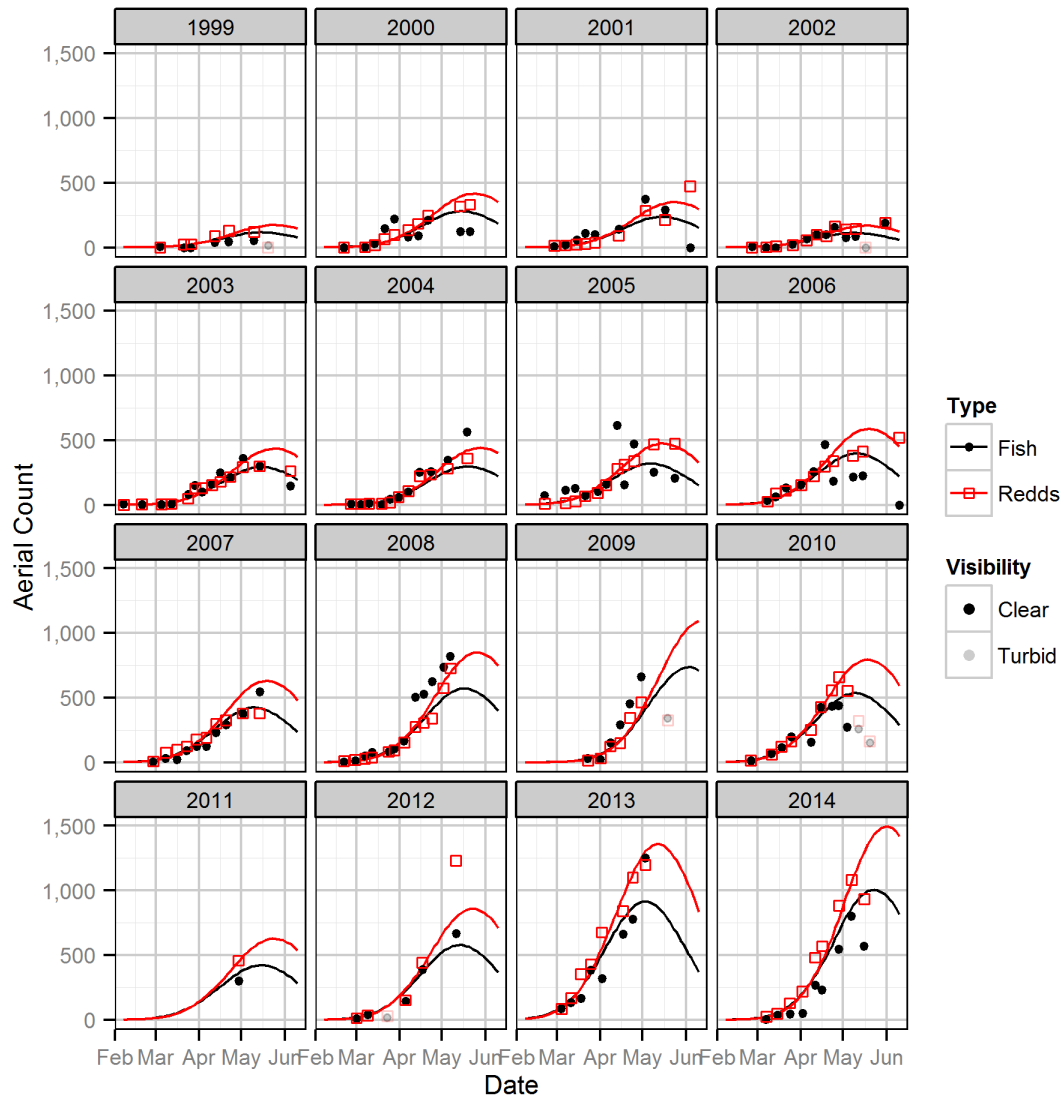 1999 2000 2001 2002
1,500
1,000
500
0
2003 2004 2005 2006
1,500
1,000
500
0
2007 2008 2009 2010
1,500
1,000
500
0
2011 2012 2013 2014
1,500
1,000
500
0
Feb Mar Apr May Jun Feb Mar Apr May Jun Feb Mar Apr May Jun Feb Mar Apr May Jun
Date
Aerial Count
Type
Fish
Redds
Visibility
Clear
Turbid